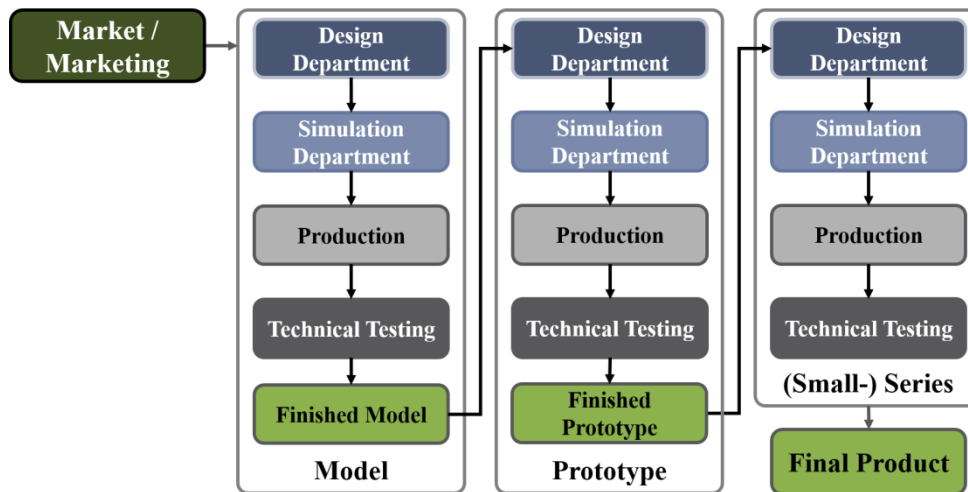 Market /
Marketing
Design
Department
Simulation
Department
Production
Technical Testing
Finished Model
Model
Design
Department
Simulation
Department
Production
Technical Testing
Finished
Prototype
Prototype
Design
Department
Simulation
Department
Production
Technical Testing
(Small-) Series
Final Product